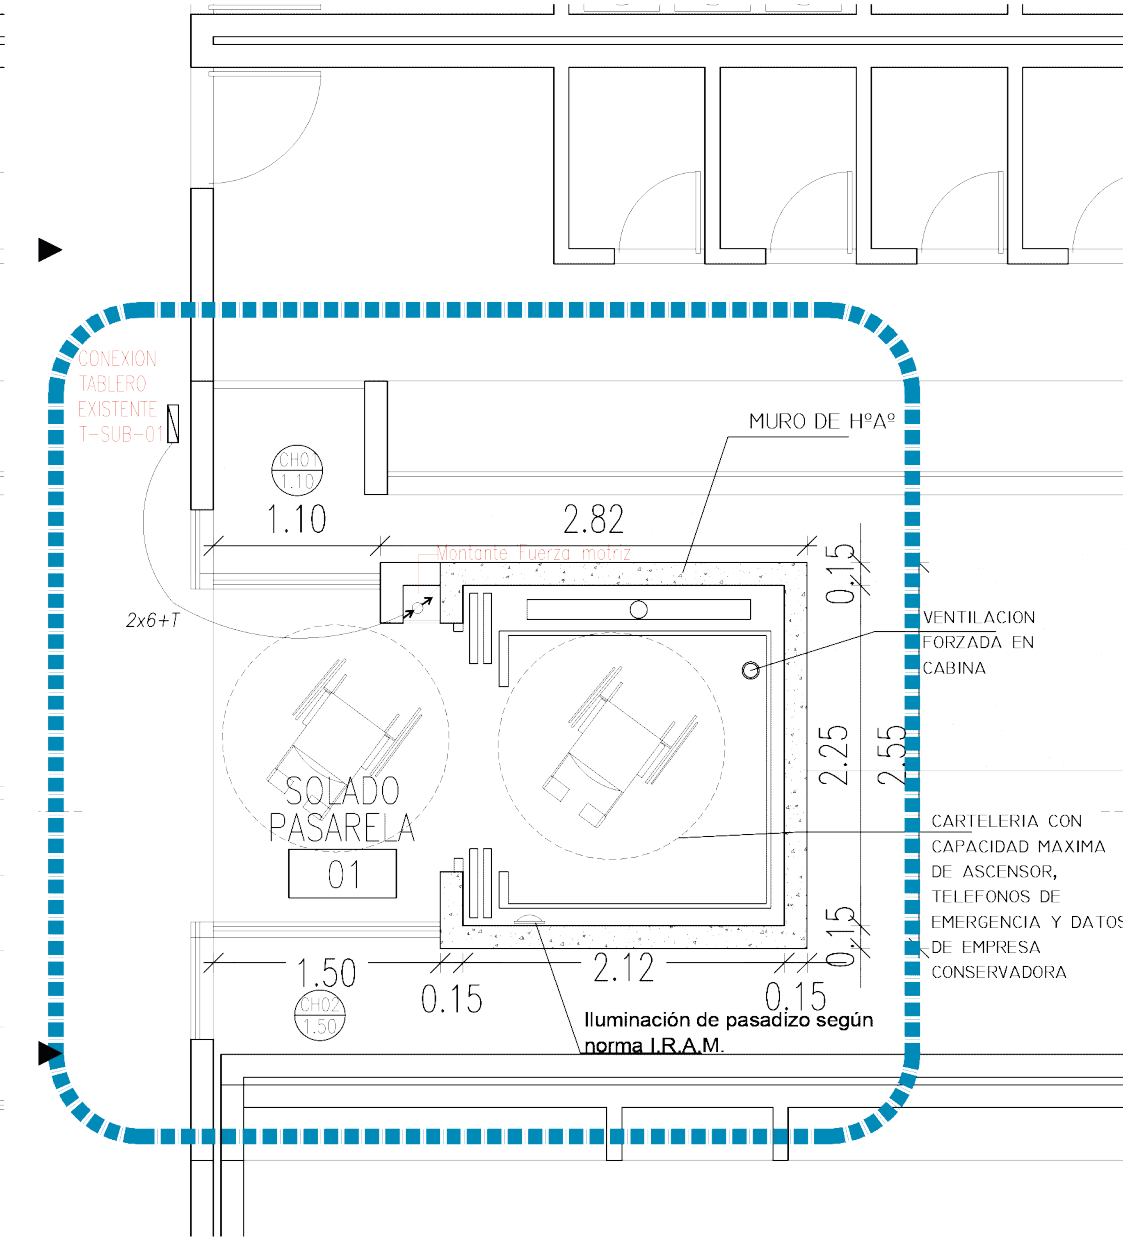 CONEXION
TABLERO
EXISTENTE
T-SUB-01
MURO DE HºAº
CH01
1.10
1.10
2.82
0.15
Montante Fuerza motriz
2x6+T
VENTILACION
FORZADA EN
CABINA
2.25
2.55
SOLADO
PASARELA
01
CARTELERIA CON
CAPACIDAD MAXIMA
DE ASCENSOR,
TELEFONOS DE
EMERGENCIA Y DATOS
DE EMPRESA
CONSERVADORA
0.15
1.50
2.12
0.15
0.15
CH02
1.50
Iluminación de pasadizo según
norma I.R.A.M.